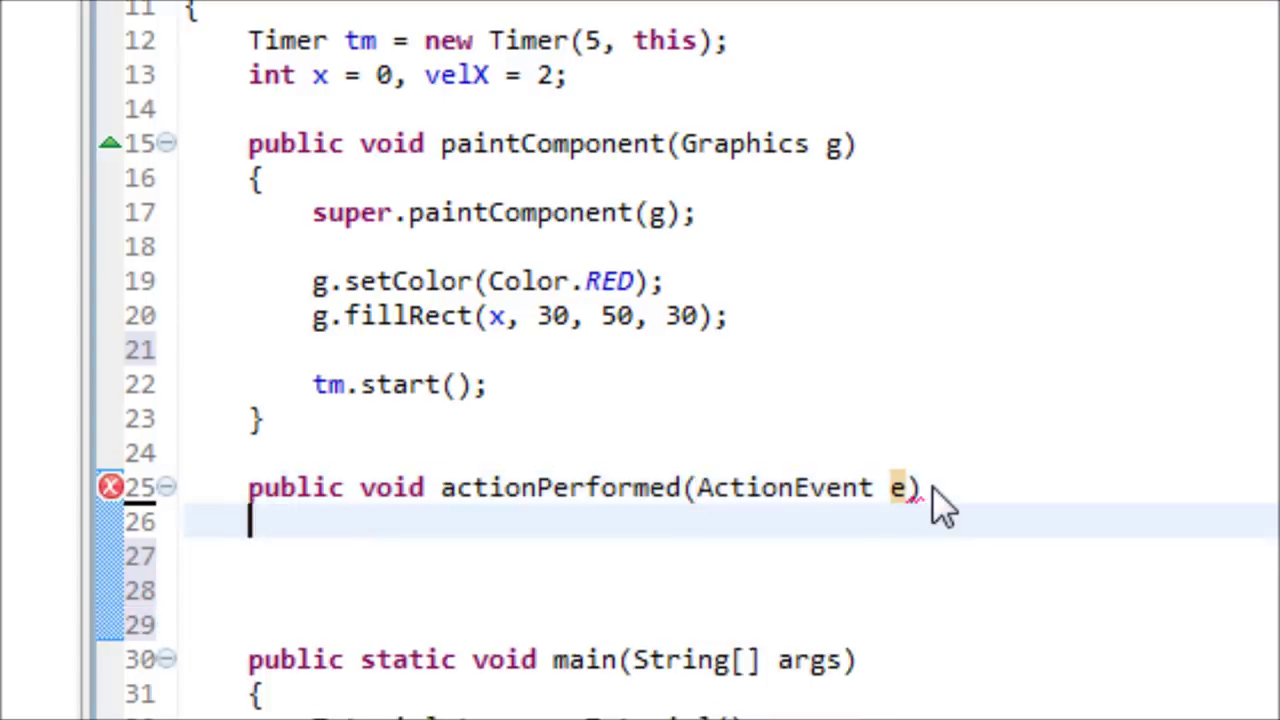 11 {
12 Timer tm = new Timer(5, this);
13 int x = 0, velX = 2;
14
15 public void paintComponent(Graphics g)
16 {
17 super.paintComponent(g);
18
19 g.setColor(Color.RED);
20 g.fillRect(x, 30, 50, 30);
21
22 tm.start();
23 }
24
25 public void actionPerformed(ActionEvent e)
26
27
28
29
30 public static void main(String[] args)
31 {